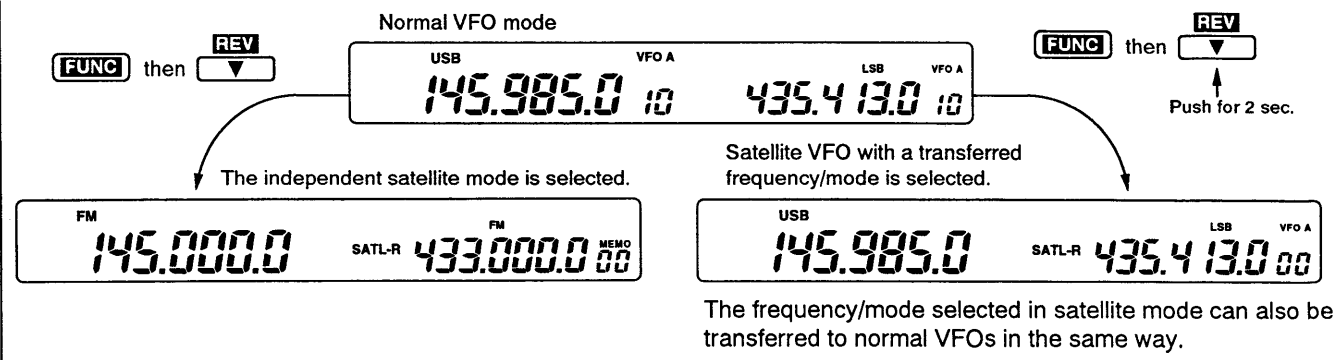 Normal VFO mode
FUNC then REV ▼
USB VFO A LSB VFO A
145.985.0 10 435.413.0 10
FUNC then REV ▼
Push for 2 sec.
The independent satellite mode is selected.
FM FM
145.000.0 SATL-R 433.000.0 MEMO 00
Satellite VFO with a transferred
frequency/mode is selected.
USB LSB VFO A
145.985.0 SATL-R 435.413.0 00
The frequency/mode selected in satellite mode can also be
transferred to normal VFOs in the same way.